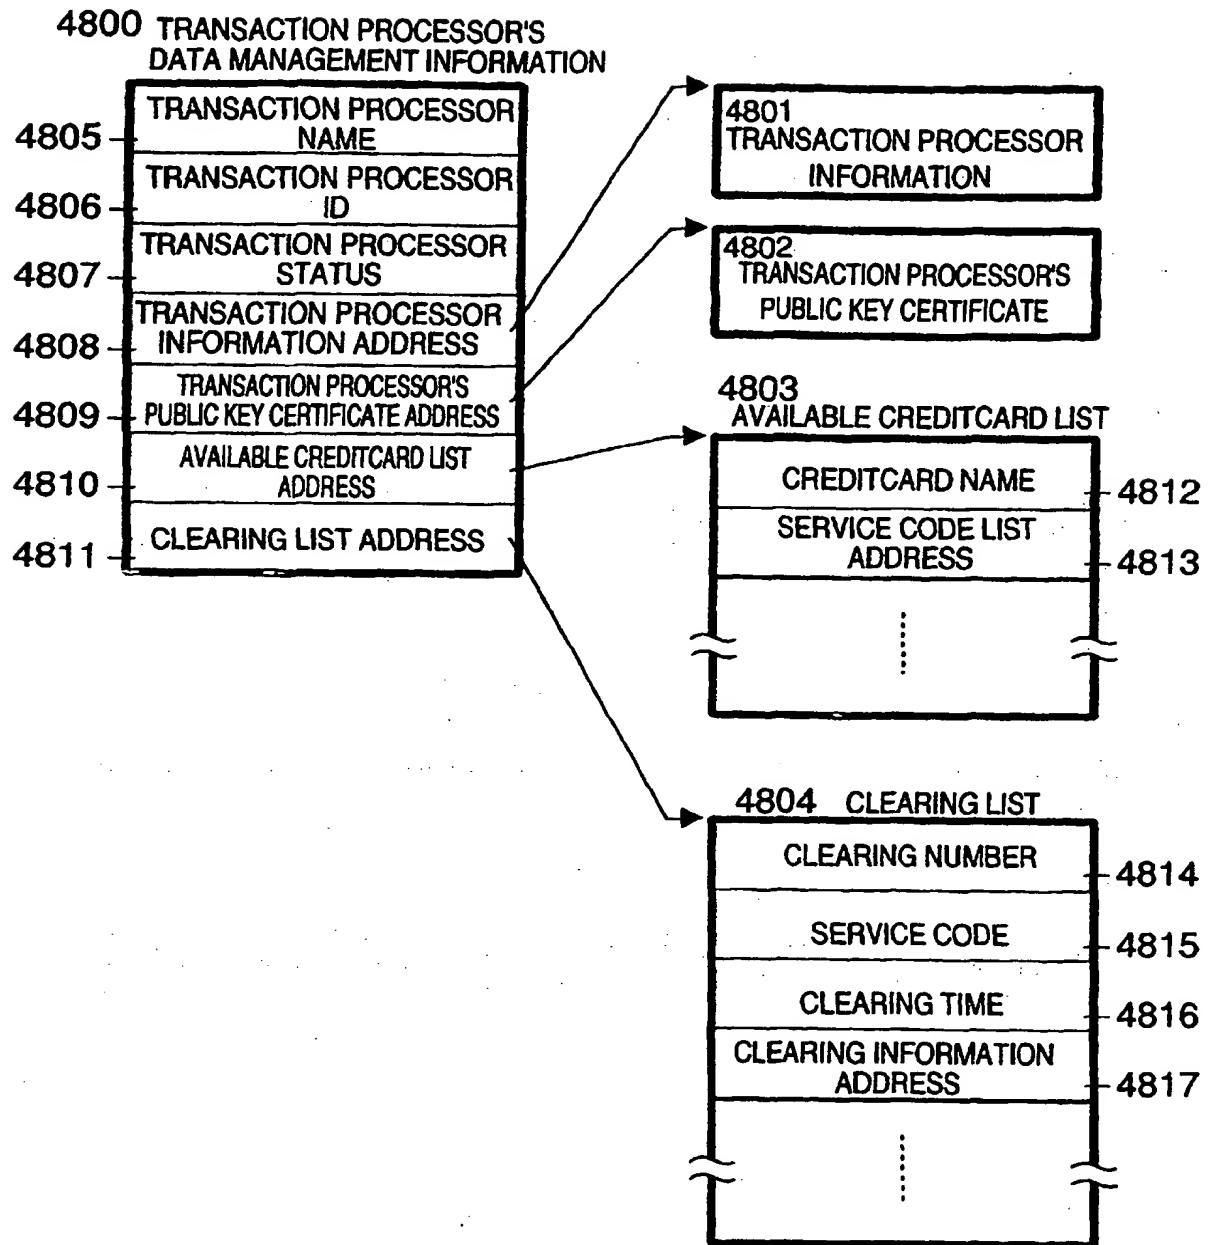 4800 TRANSACTION PROCESSOR'S
DATA MANAGEMENT INFORMATION
4805
TRANSACTION PROCESSOR
NAME
4806
TRANSACTION PROCESSOR
ID
4807
TRANSACTION PROCESSOR
STATUS
4808
TRANSACTION PROCESSOR
INFORMATION ADDRESS
4809
TRANSACTION PROCESSOR'S
PUBLIC KEY CERTIFICATE ADDRESS
4810
AVAILABLE CREDITCARD LIST
ADDRESS
4811
CLEARING LIST ADDRESS
4801
TRANSACTION PROCESSOR
INFORMATION
4802
TRANSACTION PROCESSOR'S
PUBLIC KEY CERTIFICATE
4803
AVAILABLE CREDITCARD LIST
CREDITCARD NAME
4812
SERVICE CODE LIST
ADDRESS
4813
4804 CLEARING LIST
CLEARING NUMBER
4814
SERVICE CODE
4815
CLEARING TIME
4816
CLEARING INFORMATION
ADDRESS
4817